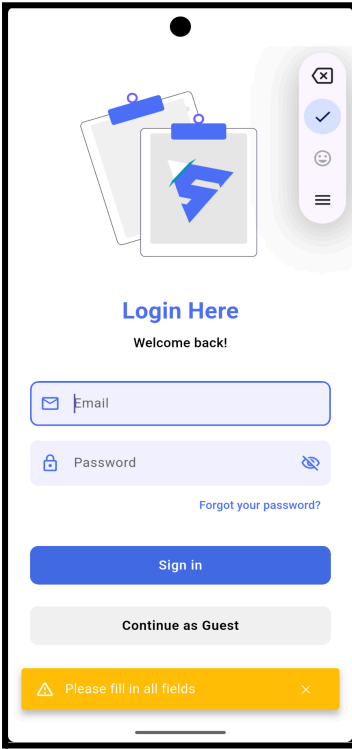 Login Here
Welcome back!
Email
Password
Forgot your password?
Sign in
Continue as Guest
Please fill in all fields